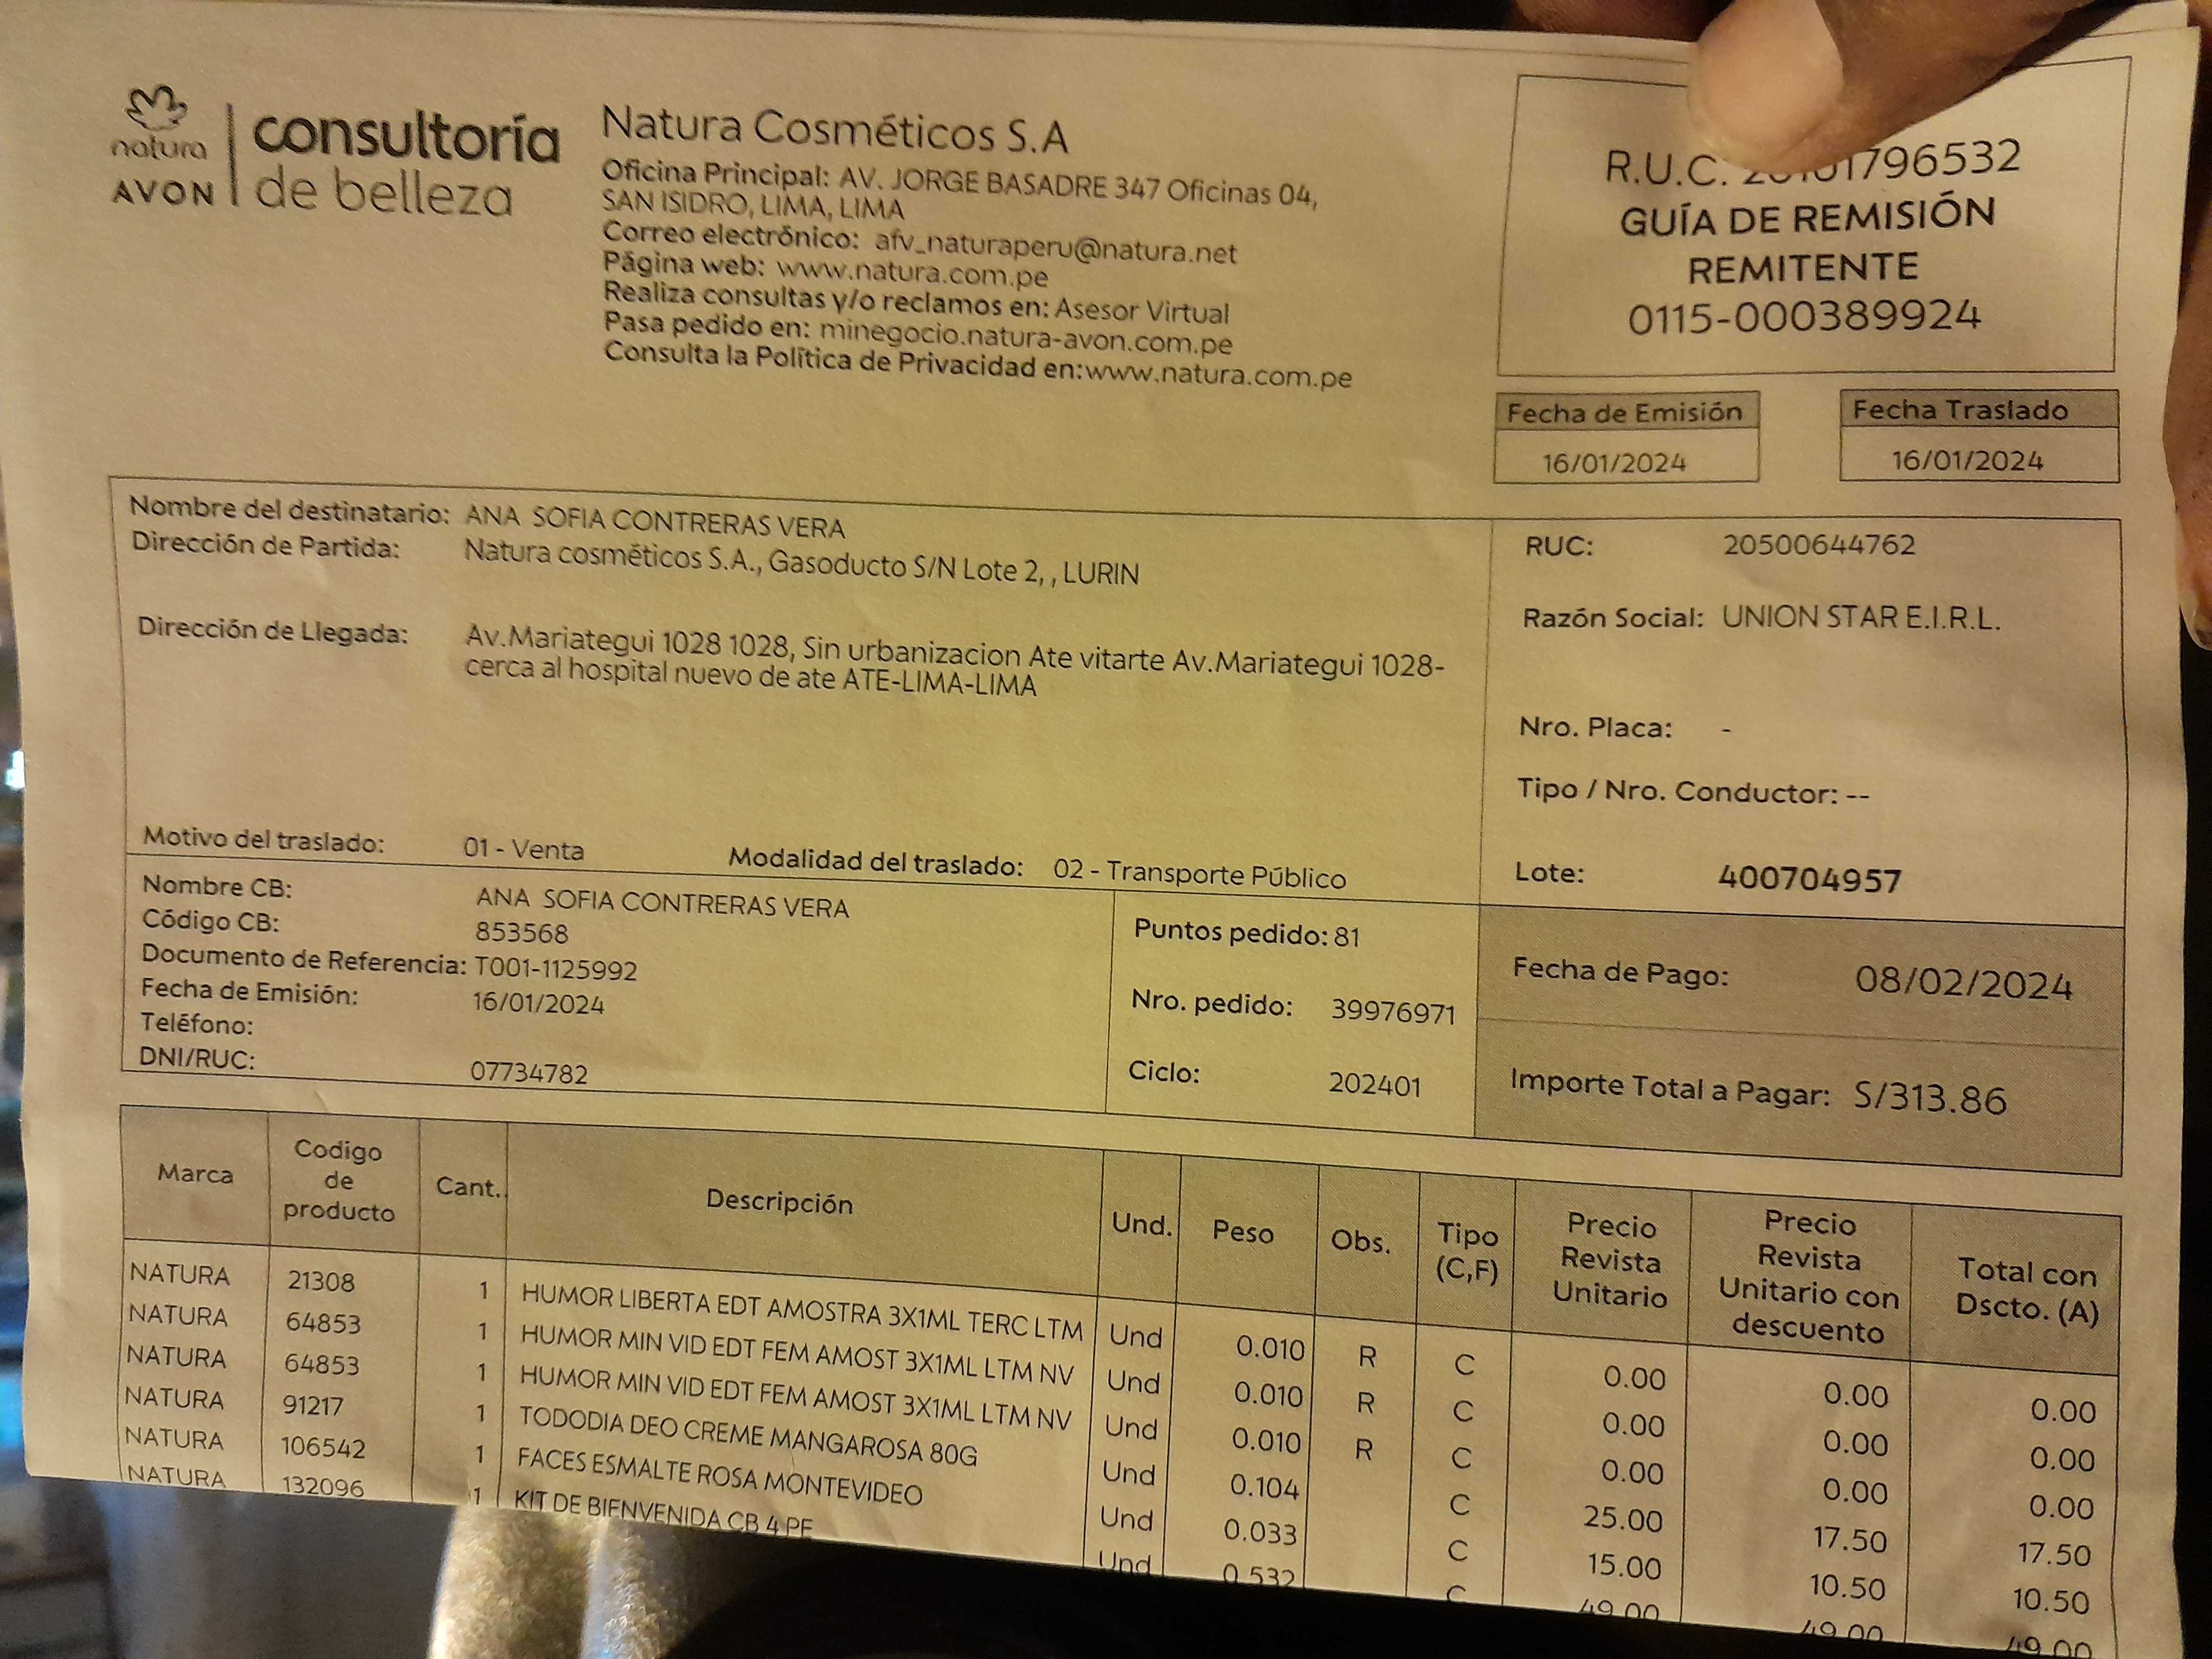 natura
AVON
consultoría
de belleza
Natura Cosméticos S.A
Oficina Principal: AV. JORGE BASADRE 347 Oficinas 04,
SAN ISIDRO, LIMA, LIMA
Correo electrónico: afv_naturaperu@natura.net
Página web: www.natura.com.pe
Realiza consultas y/o reclamos en: Asesor Virtual
Pasa pedido en: minegocio.natura-avon.com.pe
Consulta la Política de Privacidad en:www.natura.com.pe
R.U.C.
GUÍA DE REMISIÓN
REMITENTE
0115-000389924
Fecha de Emisión
16/01/2024
Fecha Traslado
16/01/2024
Nombre del destinatario: ANA SOFIA CONTRERAS VERA
Dirección de Partida: Natura cosméticos S.A., Gasoducto S/N Lote 2, , LURIN
Dirección de Llegada: Av.Mariategui 1028 1028, Sin urbanizacion Ate vitarte Av.Mariategui 1028-
cerca al hospital nuevo de ate ATE-LIMA-LIMA
Motivo del traslado: 01 - Venta Modalidad del traslado: 02 - Transporte Público
RUC: 20500644762
Razón Social: UNION STAR E.I.R.L.
Nro. Placa: -
Tipo / Nro. Conductor: --
Lote: 400704957
Nombre CB: ANA SOFIA CONTRERAS VERA
Código CB: 853568
Documento de Referencia: T001-1125992
Fecha de Emisión: 16/01/2024
Teléfono:
DNI/RUC: 07734782
Puntos pedido: 81
Nro. pedido: 39976971
Ciclo: 202401
Fecha de Pago: 08/02/2024
Importe Total a Pagar: S/313.86
Marca Codigo de producto Cant. Descripción Und. Peso Obs. Tipo (C,F) Precio Revista Unitario Precio Revista Unitario con descuento Total con Dscto. (A)
NATURA 21308 1 HUMOR LIBERTA EDT AMOSTRA 3X1ML TERC LTM Und 0.010 R C 0.00 0.00 0.00
NATURA 64853 1 HUMOR MIN VID EDT FEM AMOST 3X1ML LTM NV Und 0.010 R C 0.00 0.00 0.00
NATURA 64853 1 HUMOR MIN VID EDT FEM AMOST 3X1ML LTM NV Und 0.010 R C 0.00 0.00 0.00
NATURA 91217 1 TODODIA DEO CREME MANGAROSA 80G Und 0.104 C 25.00 17.50 17.50
NATURA 106542 1 FACES ESMALTE ROSA MONTEVIDEO Und 0.033 C 15.00 10.50 10.50
NATURA 132096 1 KIT DE BIENVENIDA CB 4 PE Und 0.532 C 49.00 49.00 49.00